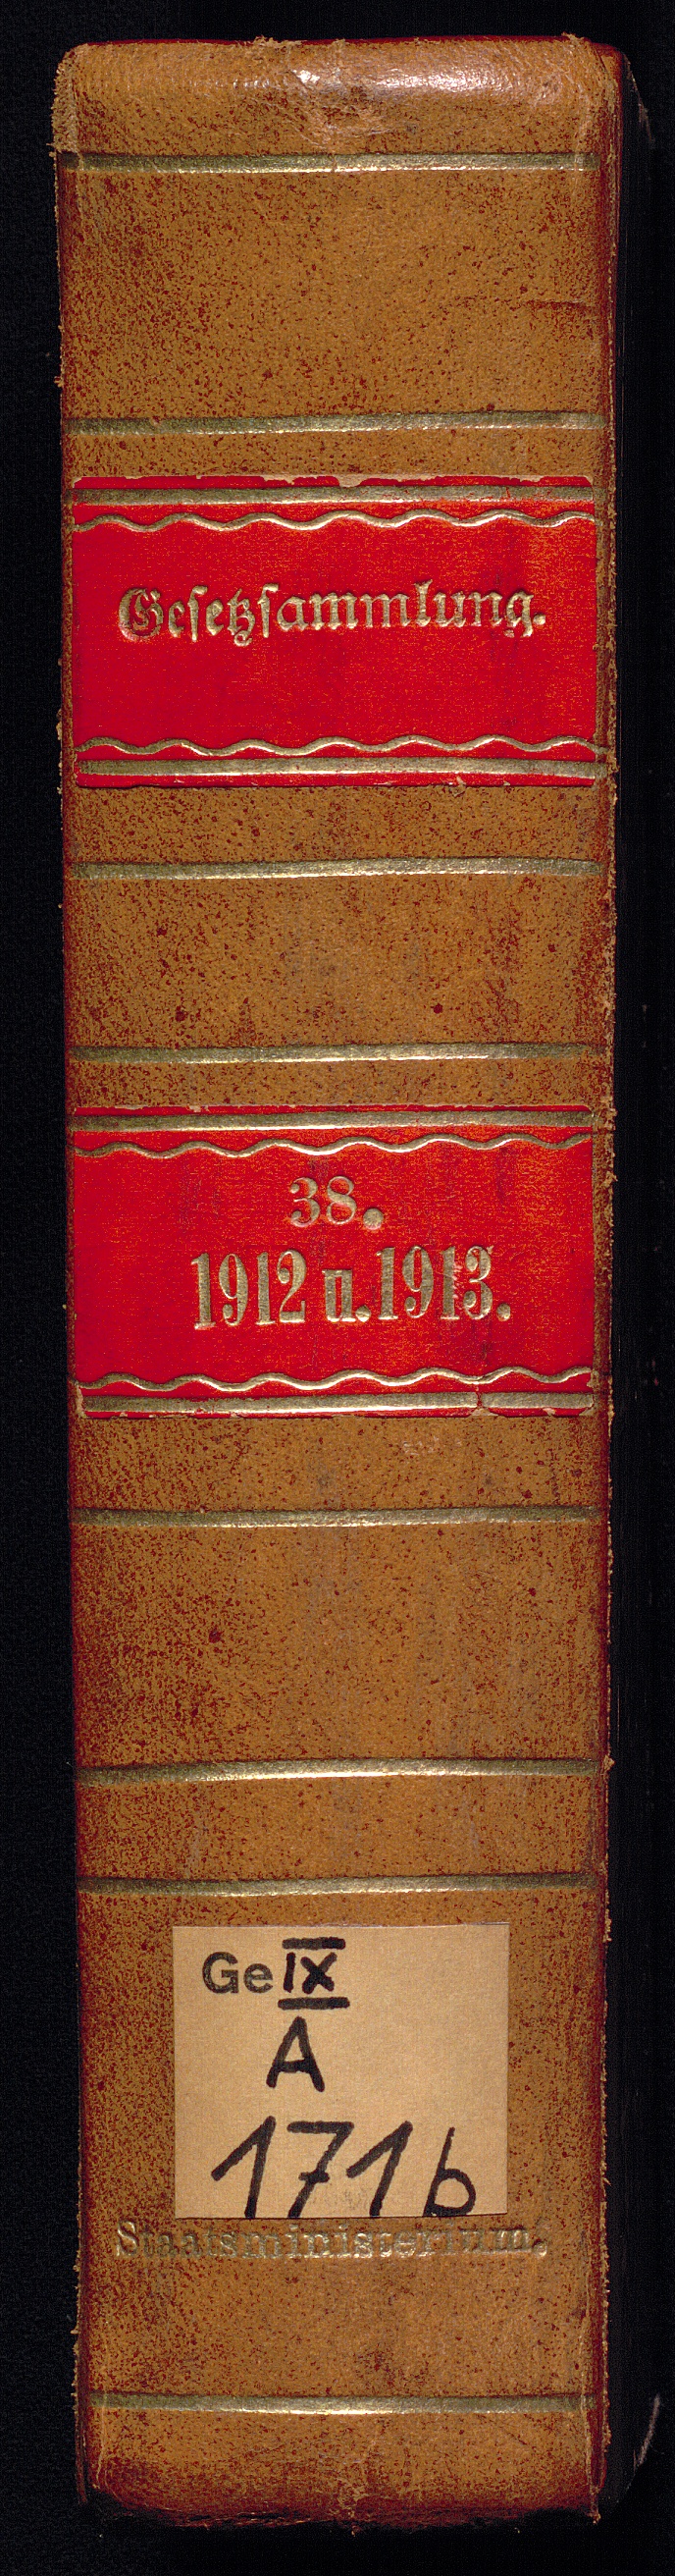 Gesetzsammlung.
38.
1912 u. 1913.
Ge IX
A
171b
Staatsministerium.